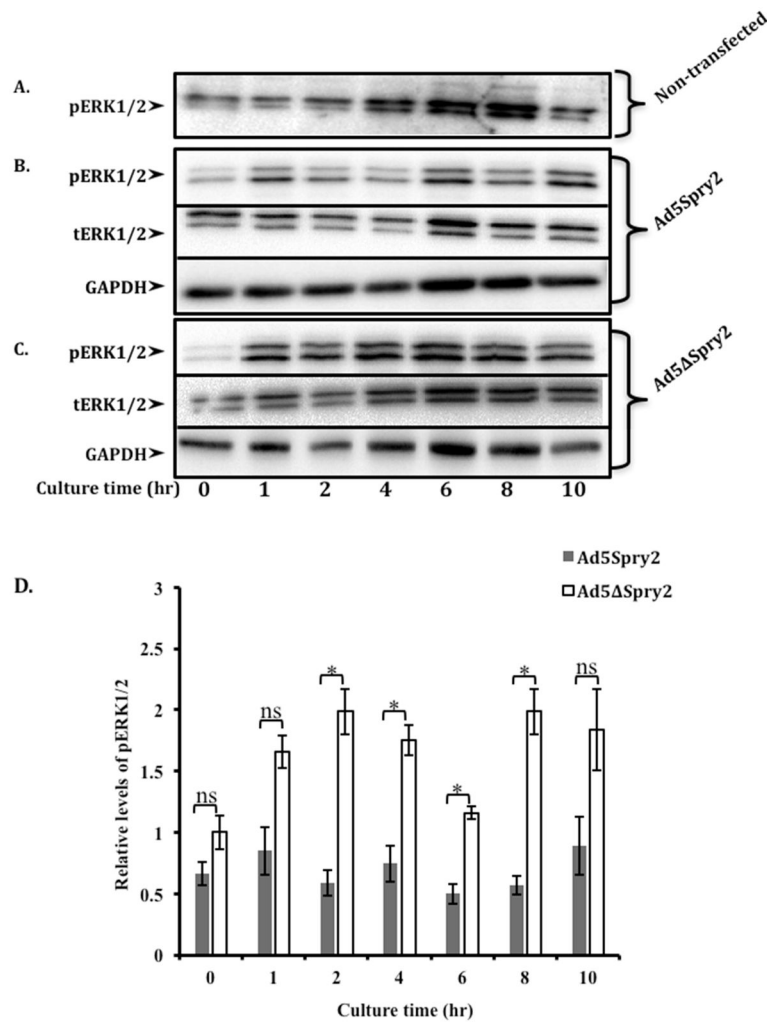 A.
pERK1/2
Non-transfected
B.
pERK1/2
tERK1/2
GAPDH
Ad5Spry2
C.
pERK1/2
tERK1/2
GAPDH
Ad5ΔSpry2
Culture time (hr) 0 1 2 4 6 8 10
D.
Ad5Spry2
Ad5ΔSpry2
Relative levels of pERK1/2
3
2.5
2
1.5
1
0.5
0
ns
ns
*
*
*
*
ns
0 1 2 4 6 8 10
Culture time (hr)